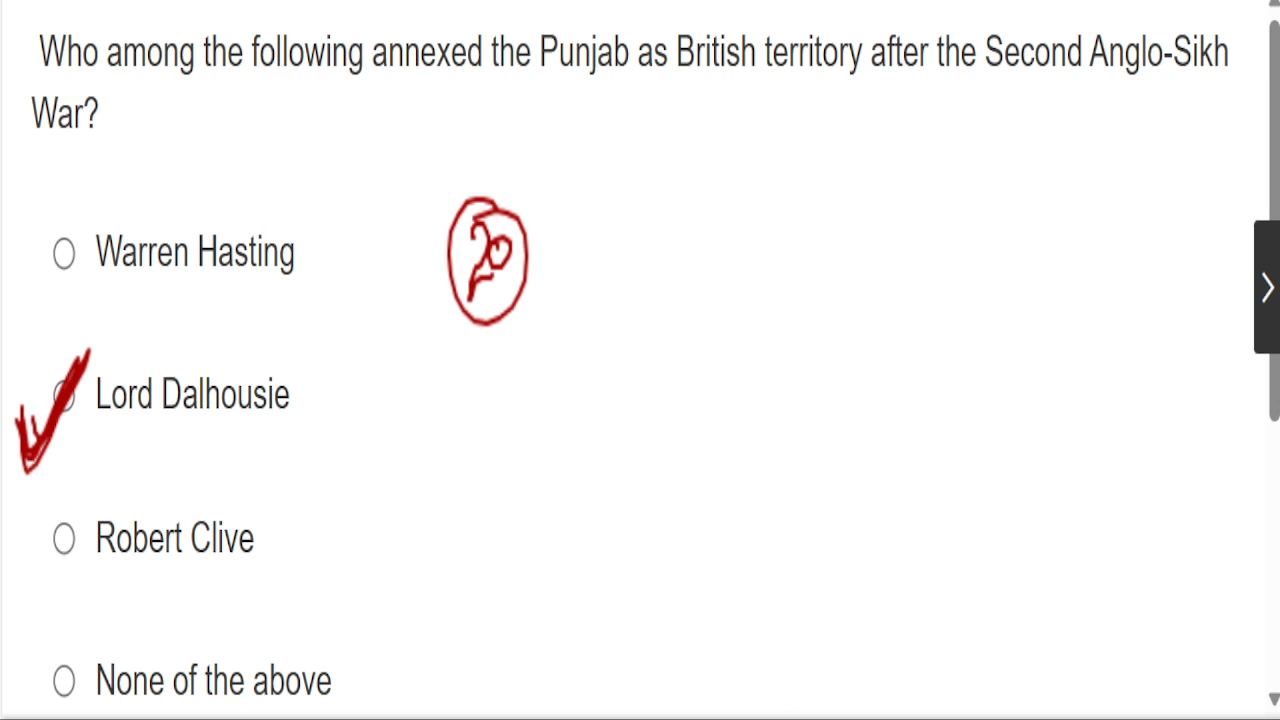 Who among the following annexed the Punjab as British territory after the Second Anglo-Sikh
War?
Warren Hasting
20
Lord Dalhousie
Robert Clive
None of the above